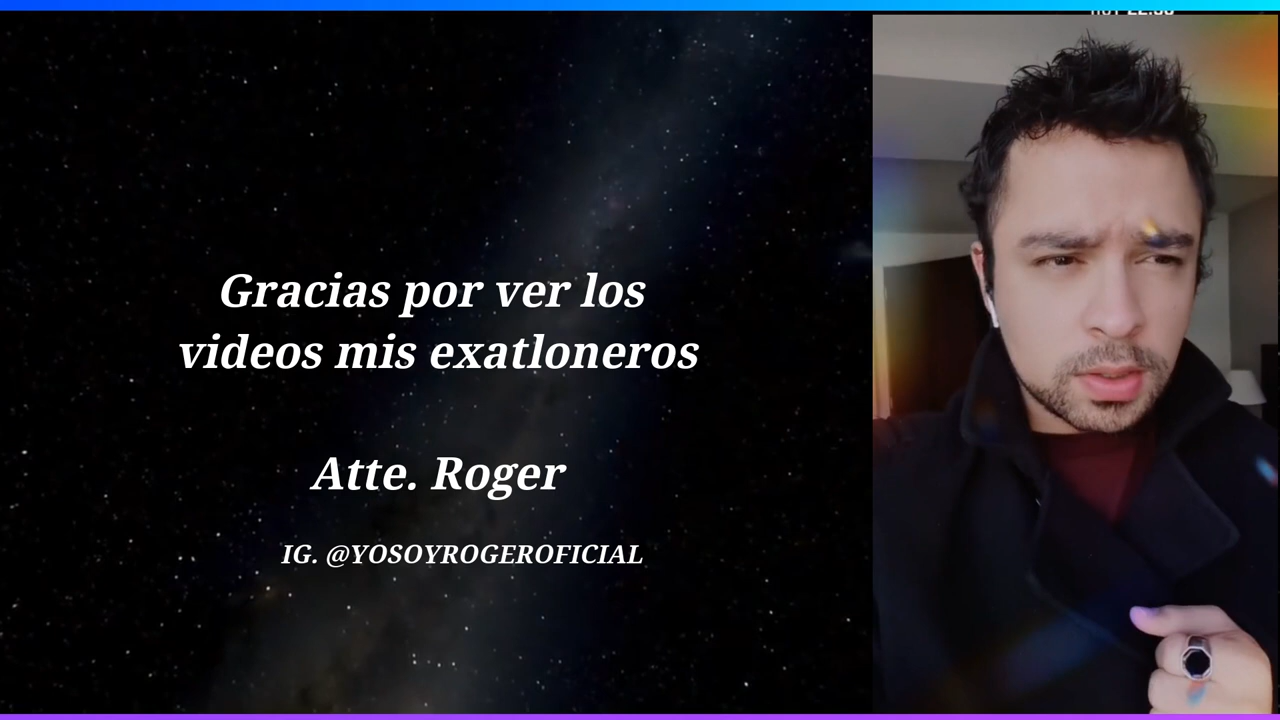 Gracias por ver los
videos mis exatloneros
Atte. Roger
IG. @YOSOYROGEROFICIAL